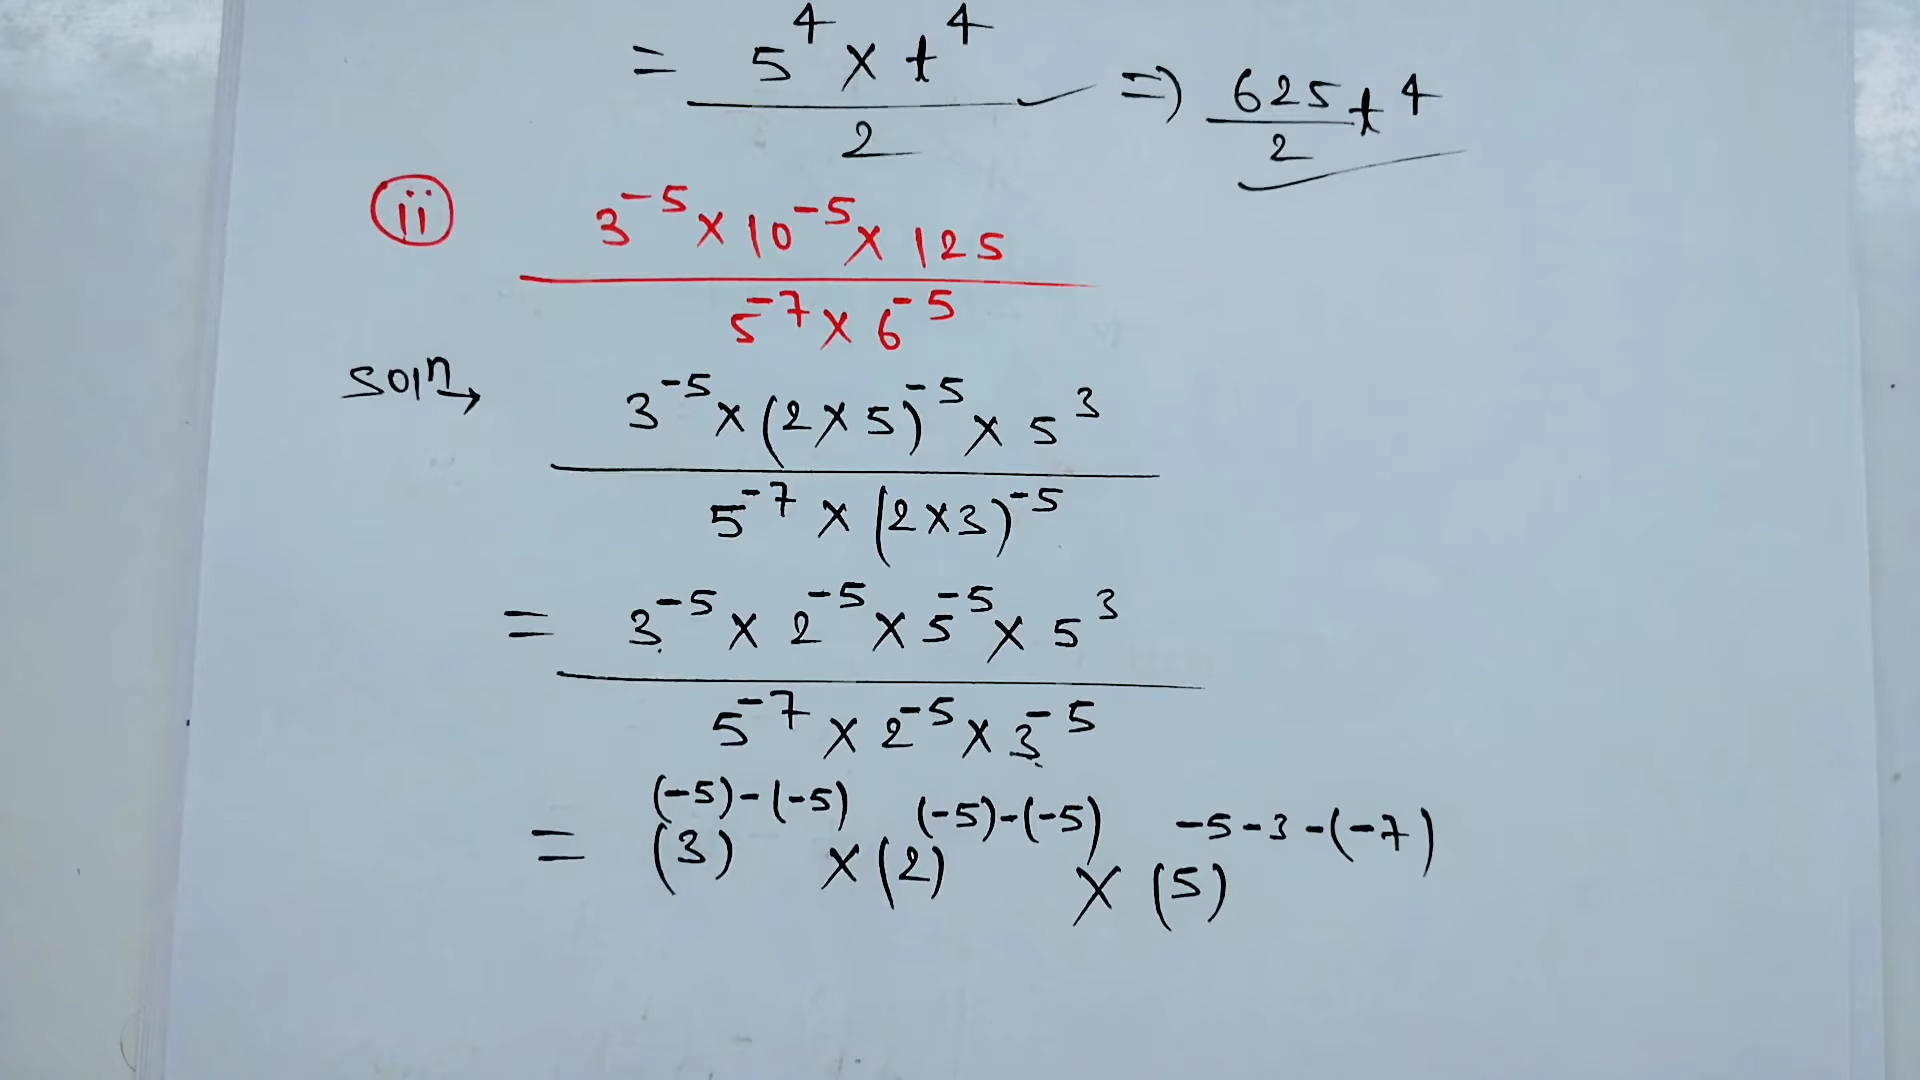 = 5⁴ × t⁴ / 2 => 625/2 t⁴
(ii) 3⁻⁵ × 10⁻⁵ × 125 / 5⁻⁷ × 6⁻⁵
Soln→ 3⁻⁵ × (2 × 5)⁻⁵ × 5³ / 5⁻⁷ × (2 × 3)⁻⁵
= 3⁻⁵ × 2⁻⁵ × 5⁻⁵ × 5³ / 5⁻⁷ × 2⁻⁵ × 3⁻⁵
= (3)^(-5)-(-5) × (2)^(-5)-(-5) × (5)^-5-3-(-7)